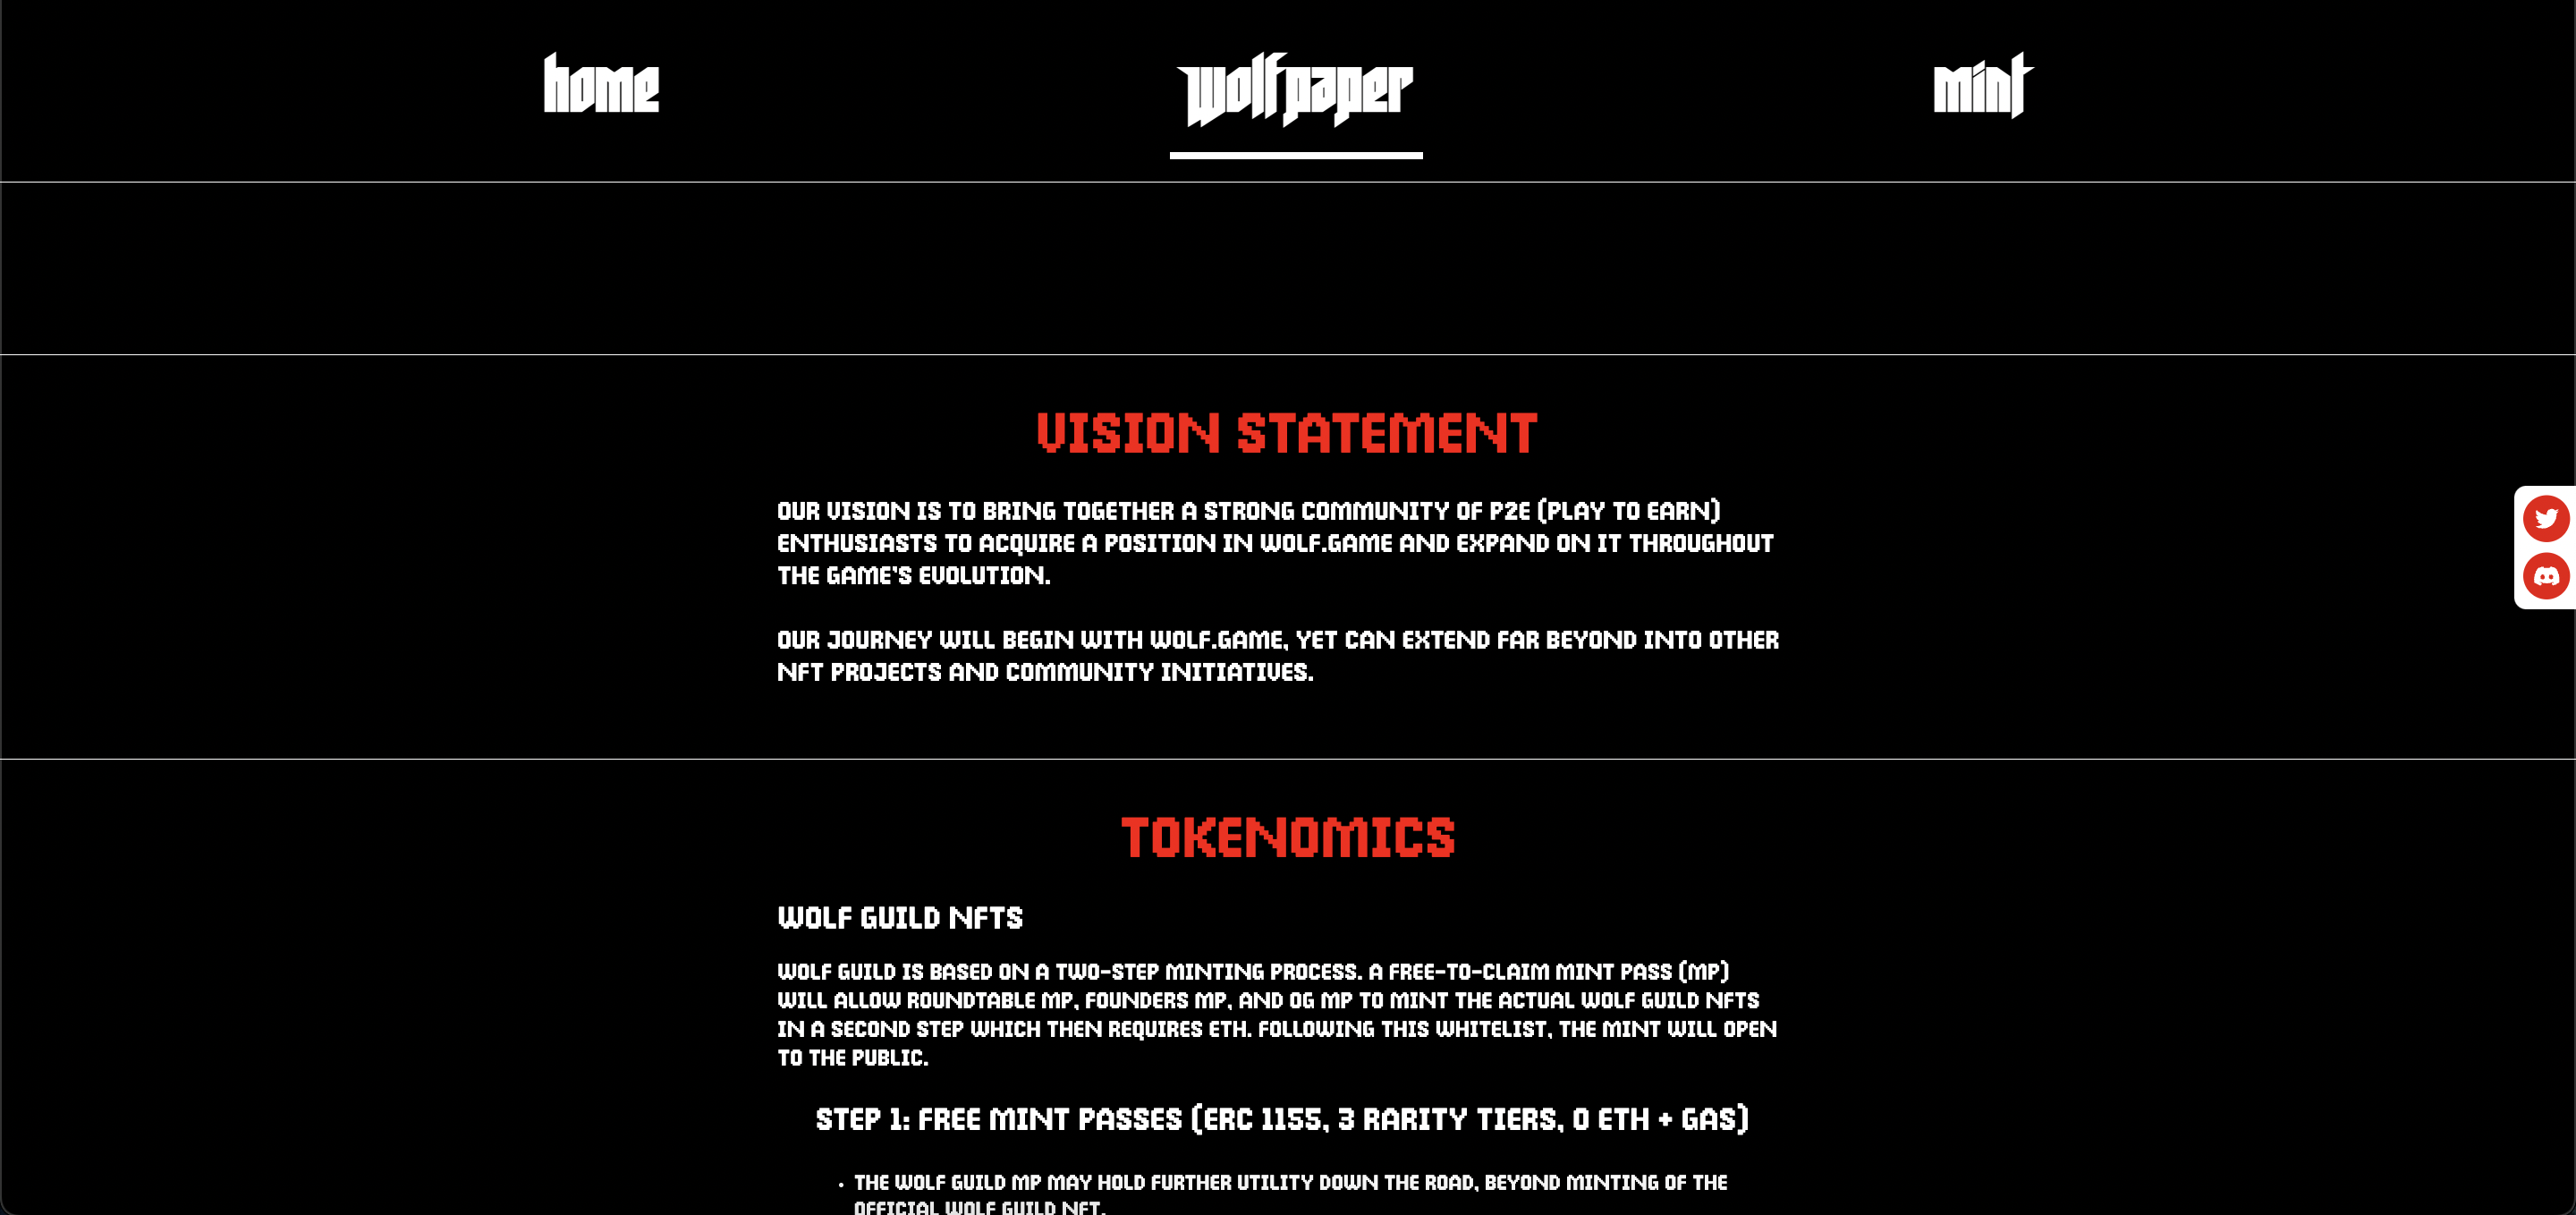 home
wolfpaper
mint
VISION STATEMENT
OUR VISION IS TO BRING TOGETHER A STRONG COMMUNITY OF P2E (PLAY TO EARN)
ENTHUSIASTS TO ACQUIRE A POSITION IN WOLF.GAME AND EXPAND ON IT THROUGHOUT
THE GAME'S EVOLUTION.
OUR JOURNEY WILL BEGIN WITH WOLF.GAME, YET CAN EXTEND FAR BEYOND INTO OTHER
NFT PROJECTS AND COMMUNITY INITIATIVES.
TOKENOMICS
WOLF GUILD NFTS
WOLF GUILD IS BASED ON A TWO-STEP MINTING PROCESS. A FREE-TO-CLAIM MINT PASS (MP)
WILL ALLOW ROUNDTABLE MP, FOUNDERS MP, AND OG MP TO MINT THE ACTUAL WOLF GUILD NFTS
IN A SECOND STEP WHICH THEN REQUIRES ETH. FOLLOWING THIS WHITELIST, THE MINT WILL OPEN
TO THE PUBLIC.
STEP 1: FREE MINT PASSES (ERC 1155, 3 RARITY TIERS, 0 ETH + GAS)
• THE WOLF GUILD MP MAY HOLD FURTHER UTILITY DOWN THE ROAD, BEYOND MINTING OF THE
OFFICIAL WOLF GUILD NFT.